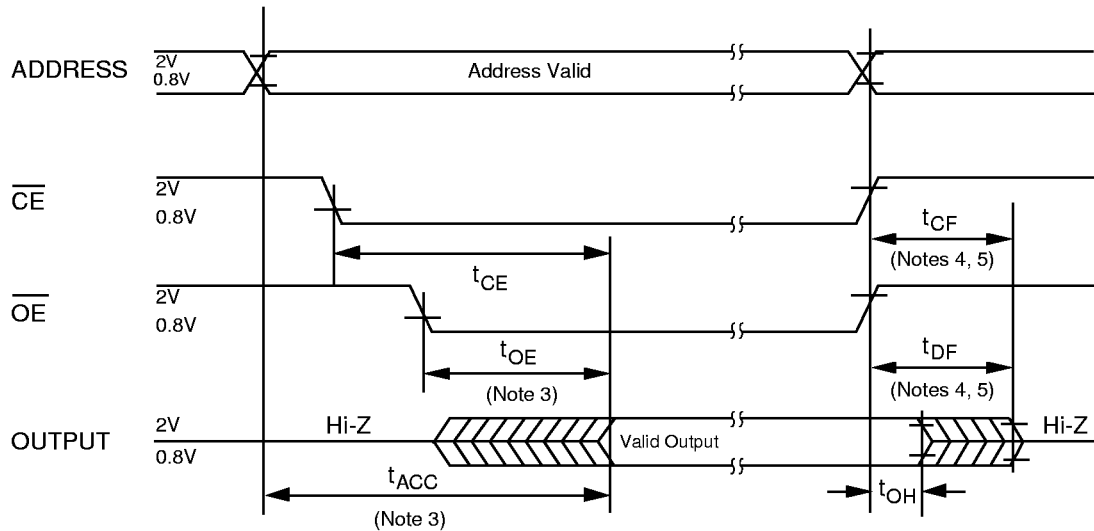 ADDRESS
2V
0.8V
Address Valid
CE
2V
0.8V
tCF
(Notes 4, 5)
tCE
OE
2V
0.8V
tOE
(Note 3)
tDF
(Notes 4, 5)
OUTPUT
2V
0.8V
Hi-Z
Valid Output
Hi-Z
tACC
(Note 3)
tOH